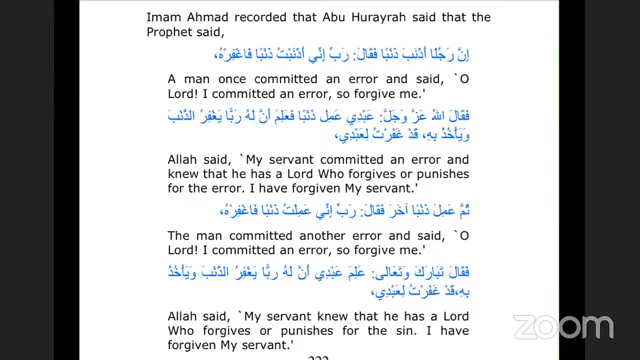 Imam Ahmad recorded that Abu Hurayrah said that the
Prophet said,
إِنَّ رَجُلًا أَذْنَبَ ذَنْبًا فَقَالَ: رَبِّ إِنِّي أَذْنَبْتُ ذَنْبًا فَاغْفِرْهُ،
A man once committed an error and said, `O
Lord! I committed an error, so forgive me.'
فَقَالَ اللهُ عَزَّ وَجَلَّ: عَبْدِي عَمِلَ ذَنْبًا فَعَلِمَ أَنَّ لَهُ رَبًّا يَغْفِرُ الذَّنْبَ
وَيَأْخُذُ بِهِ، قَدْ غَفَرْتُ لِعَبْدِي،
Allah said, `My servant committed an error and
knew that he has a Lord Who forgives or punishes
for the error. I have forgiven My servant.'
ثُمَّ عَمِلَ ذَنْبًا آخَرَ فَقَالَ: رَبِّ إِنِّي عَمِلْتُ ذَنْبًا فَاغْفِرْهُ،
The man committed another error and said, `O
Lord! I committed an error, so forgive me.'
فَقَالَ تَبَارَكَ وَتَعَالَى: عَلِمَ عَبْدِي أَنَّ لَهُ رَبًّا يَغْفِرُ الذَّنْبَ وَيَأْخُذُ
بِهِ،قَدْ غَفَرْتُ لِعَبْدِي،
Allah said, `My servant knew that he has a Lord
Who forgives or punishes for the sin. I have
forgiven My servant.'
zoom